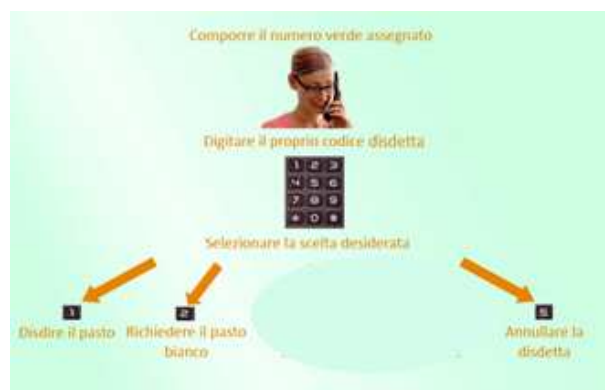 Comporre il numero verde assegnato
Digitare il proprio codice disdetta
1 2 3
4 5 6
7 8 9
* 0 #
Selezionare la scelta desiderata
1
Disdire il pasto
2
Richiedere il pasto
bianco
5
Annullare la
disdetta